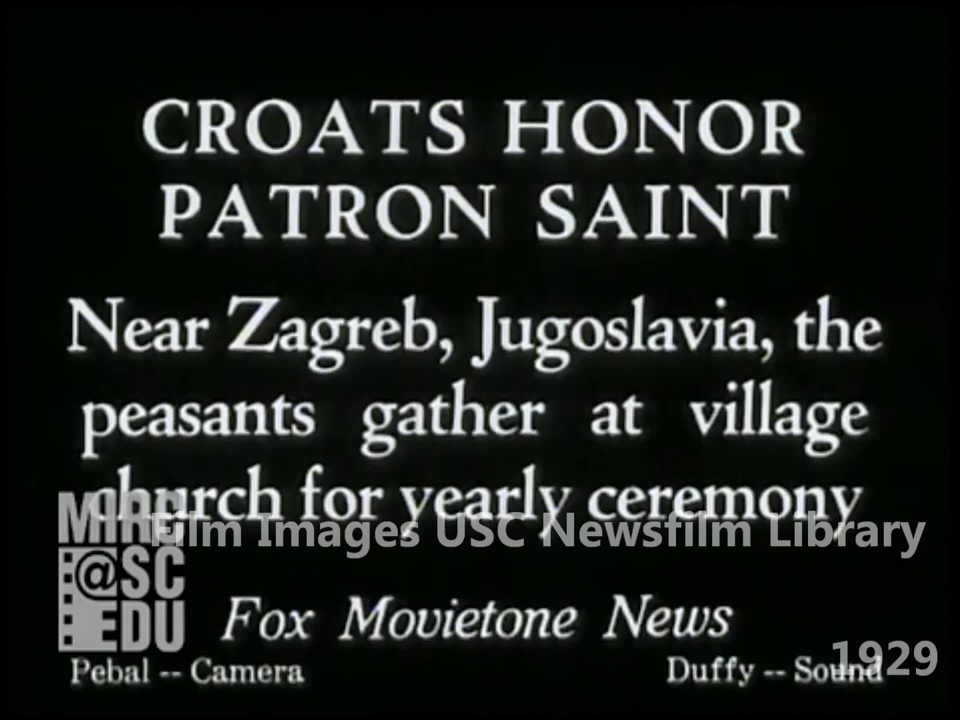 CROATS HONOR
PATRON SAINT
Near Zagreb, Jugoslavia, the
peasants gather at village
church for yearly ceremony
Film Images USC Newsfilm Library
MIRC
@SC
EDU
Fox Movietone News
1929
Pebal -- Camera
Duffy -- Sound